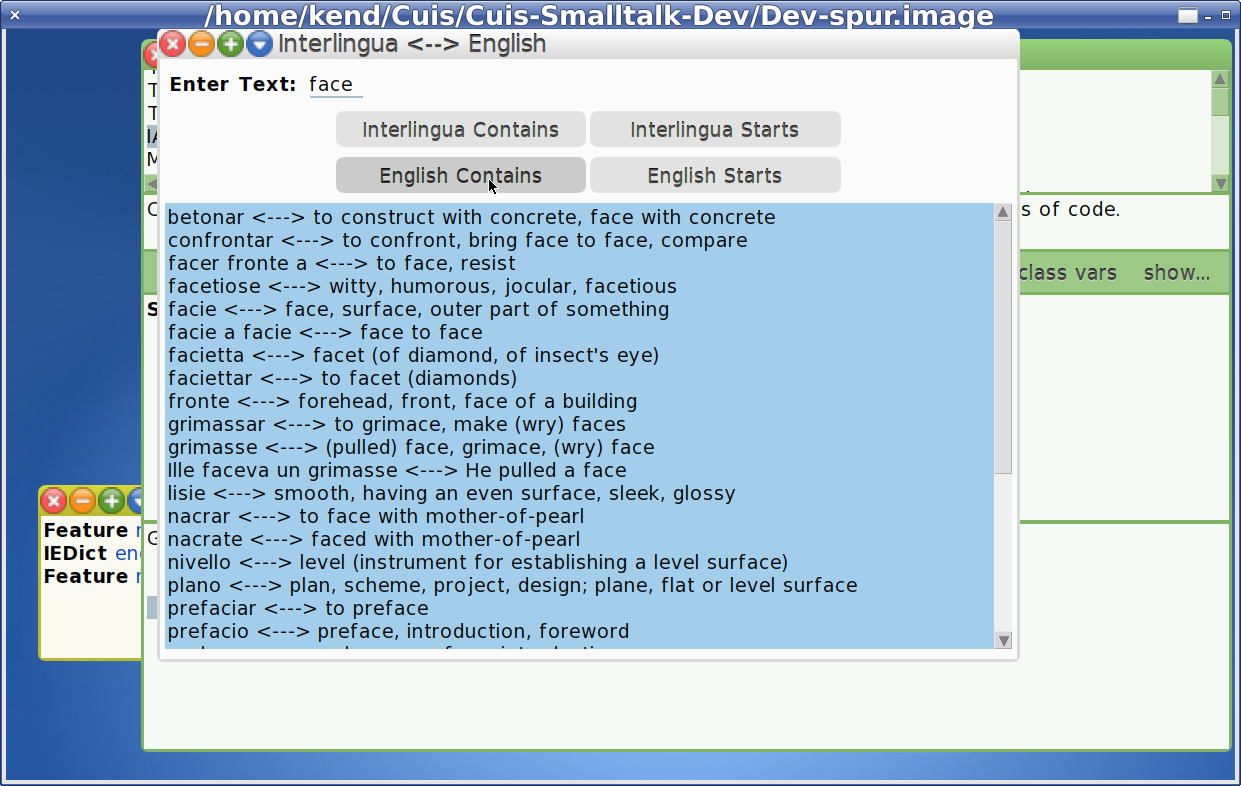 /home/kend/Cuis/Cuis-Smalltalk-Dev/Dev-spur.image
Interlingua <--> English
Enter Text: face
Interlingua Contains
Interlingua Starts
English Contains
English Starts
betonar <---> to construct with concrete, face with concrete
confrontar <---> to confront, bring face to face, compare
facer fronte a <---> to face, resist
facetiose <---> witty, humorous, jocular, facetious
facie <---> face, surface, outer part of something
facie a facie <---> face to face
facietta <---> facet (of diamond, of insect's eye)
faciettar <---> to facet (diamonds)
fronte <---> forehead, front, face of a building
grimassar <---> to grimace, make (wry) faces
grimasse <---> (pulled) face, grimace, (wry) face
Ille faceva un grimasse <---> He pulled a face
lisie <---> smooth, having an even surface, sleek, glossy
nacrar <---> to face with mother-of-pearl
nacrate <---> faced with mother-of-pearl
nivello <---> level (instrument for establishing a level surface)
plano <---> plan, scheme, project, design; plane, flat or level surface
prefaciar <---> to preface
prefacio <---> preface, introduction, foreword
s of code.
class vars show...
Feature
IEDict
Feature